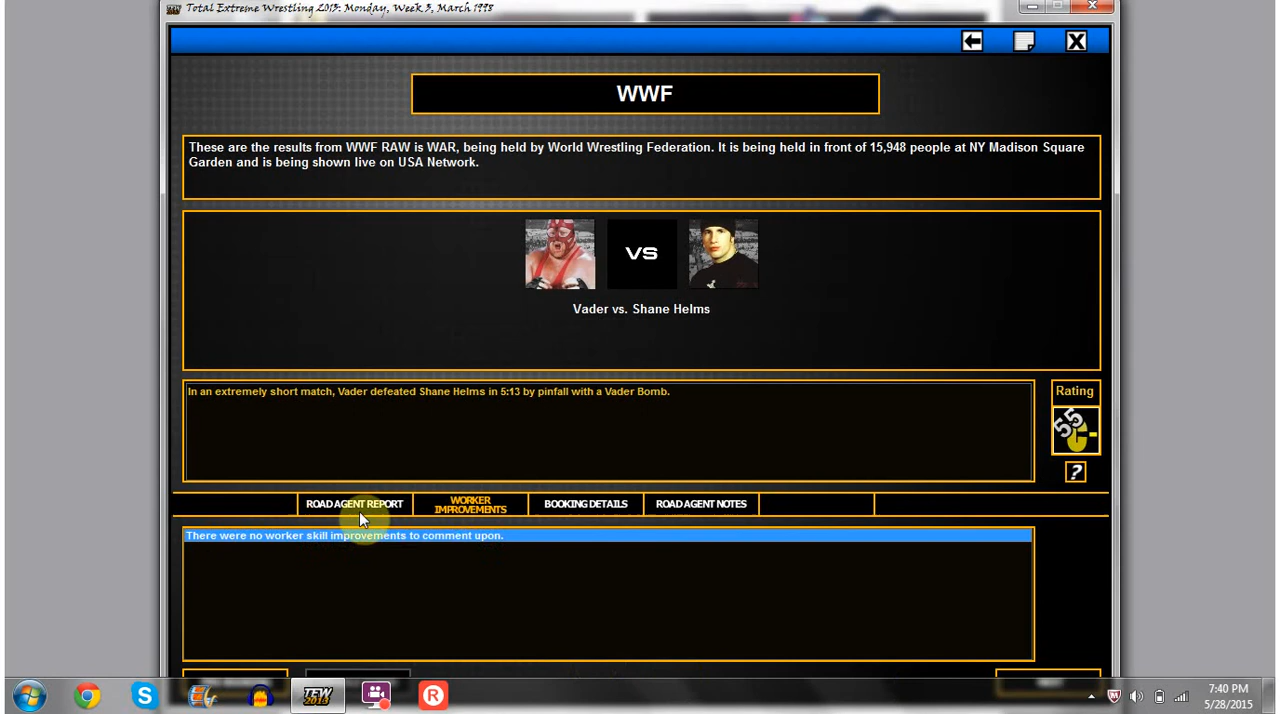 Total Extreme Wrestling 2013: Monday, Week 3, March 1998
WWF
These are the results from WWF RAW is WAR, being held by World Wrestling Federation. It is being held in front of 15,948 people at NY Madison Square
Garden and is being shown live on USA Network.
VS
Vader vs. Shane Helms
In an extremely short match, Vader defeated Shane Helms in 5:13 by pinfall with a Vader Bomb.
Rating
55
C-
?
ROAD AGENT REPORT
WORKER
IMPROVEMENTS
BOOKING DETAILS
ROAD AGENT NOTES
There were no worker skill improvements to comment upon.
TEW
2013
7:40 PM
5/28/2015